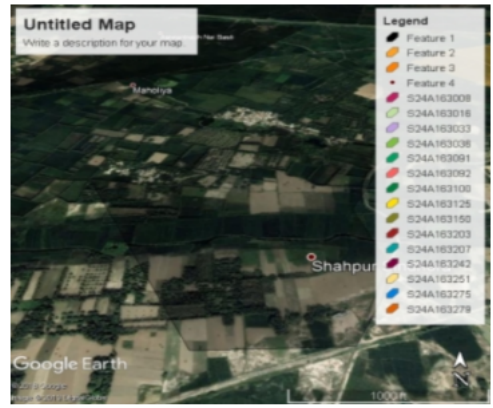 Untitled Map
Write a description for your map.
Legend
Feature 1
Feature 2
Feature 3
Feature 4
S24A163009
S24A163016
S24A163033
S24A163036
S24A163091
S24A163092
S24A163100
S24A163125
S24A163150
S24A163203
S24A163207
S24A163242
S24A163251
S24A163275
S24A163279
Maholiya
Shahpur
Google Earth
1000 ft
N